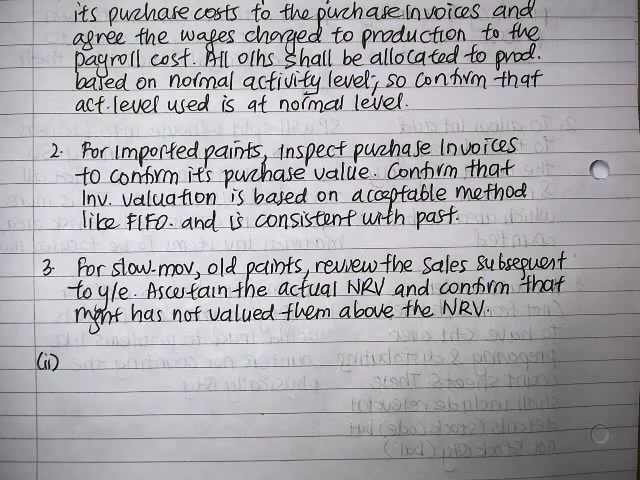 its purchase costs to the purchase invoices and
agree the wages charged to production to the
payroll cost. All o/hs shall be allocated to prod.
based on normal activity level; so confirm that
act. level used is at normal level.
2. For imported paints, inspect purchase invoices
to confirm its purchase value. Confirm that
Inv. valuation is based on acceptable method
like FIFO. and is consistent with past.
3. For slow-mov, old paints, review the sales subsequent
to y/e. Ascertain the actual NRV and confirm that
mgmt has not valued them above the NRV.
(ii)